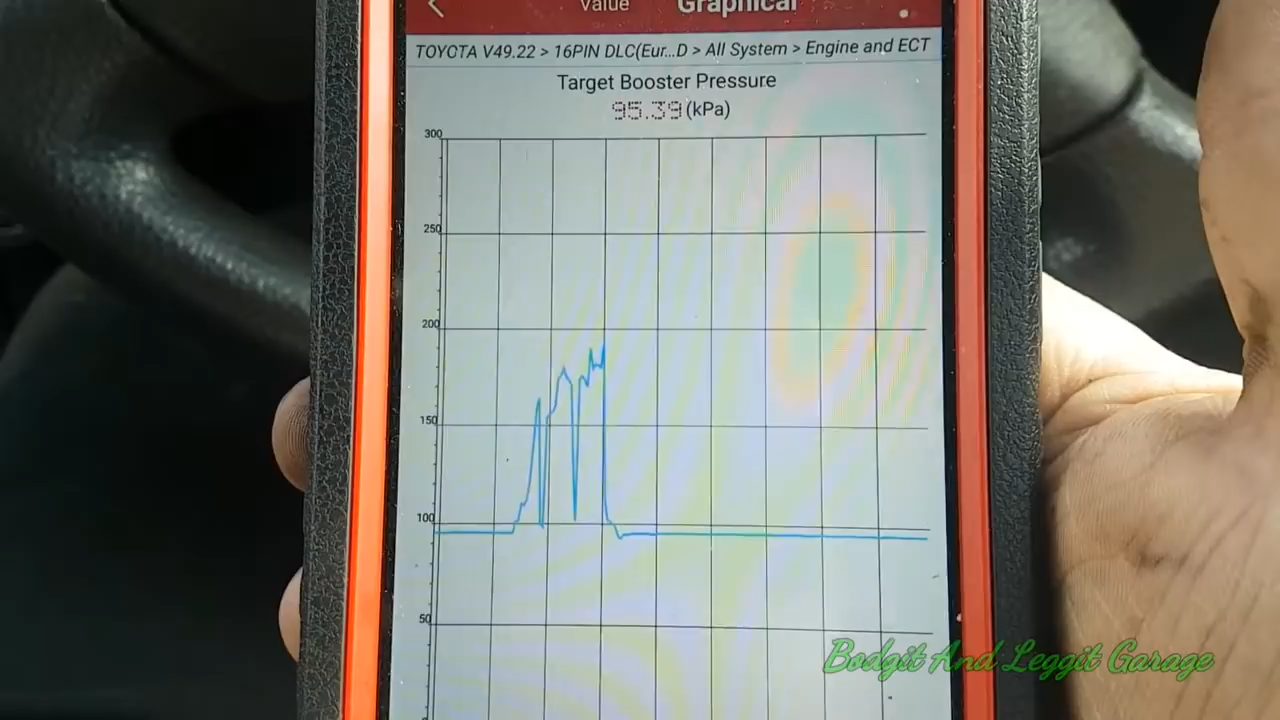 Value Graphical
TOYOTA V49.22 > 16PIN DLC(Eur...D > All System > Engine and ECT
Target Booster Pressure
95.39 (kPa)
300
250
200
150
100
50
Bodgit And Leggit Garage